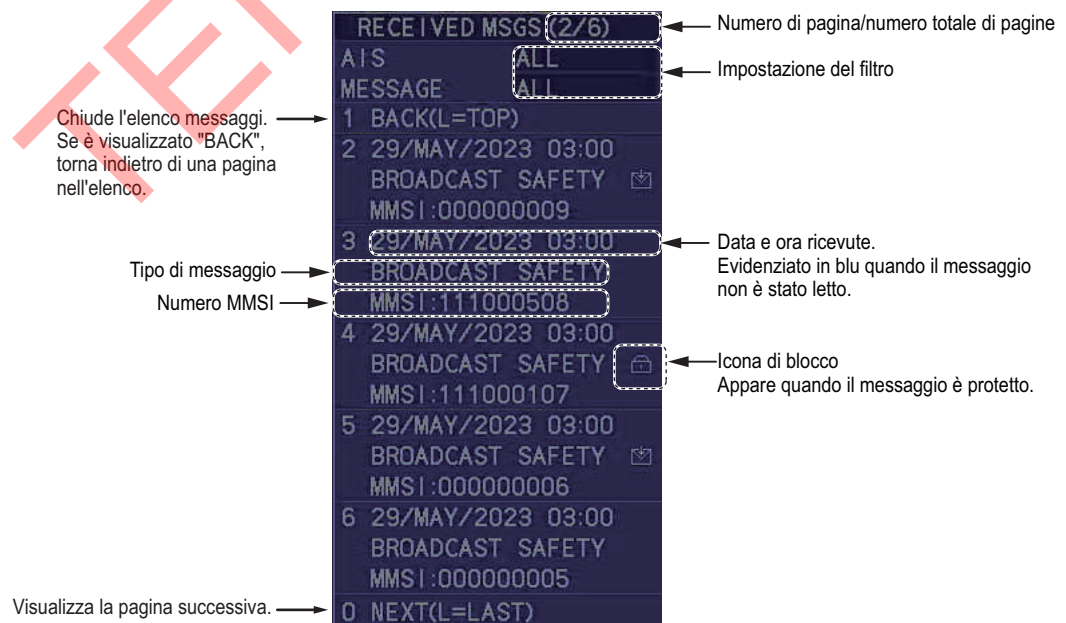 RECEIVED MSGS (2/6)
Numero di pagina/numero totale di pagine
AIS ALL
MESSAGE ALL
Impostazione del filtro
Chiude l'elenco messaggi.
Se è visualizzato "BACK",
torna indietro di una pagina
nell'elenco.
1 BACK(L=TOP)
2 29/MAY/2023 03:00
BROADCAST SAFETY
MMSI:000000009
3 29/MAY/2023 03:00
BROADCAST SAFETY
MMSI:111000508
Data e ora ricevute.
Evidenziato in blu quando il messaggio
non è stato letto.
Tipo di messaggio
Numero MMSI
4 29/MAY/2023 03:00
BROADCAST SAFETY
MMSI:111000107
Icona di blocco
Appare quando il messaggio è protetto.
5 29/MAY/2023 03:00
BROADCAST SAFETY
MMSI:000000006
6 29/MAY/2023 03:00
BROADCAST SAFETY
MMSI:000000005
Visualizza la pagina successiva.
0 NEXT(L=LAST)